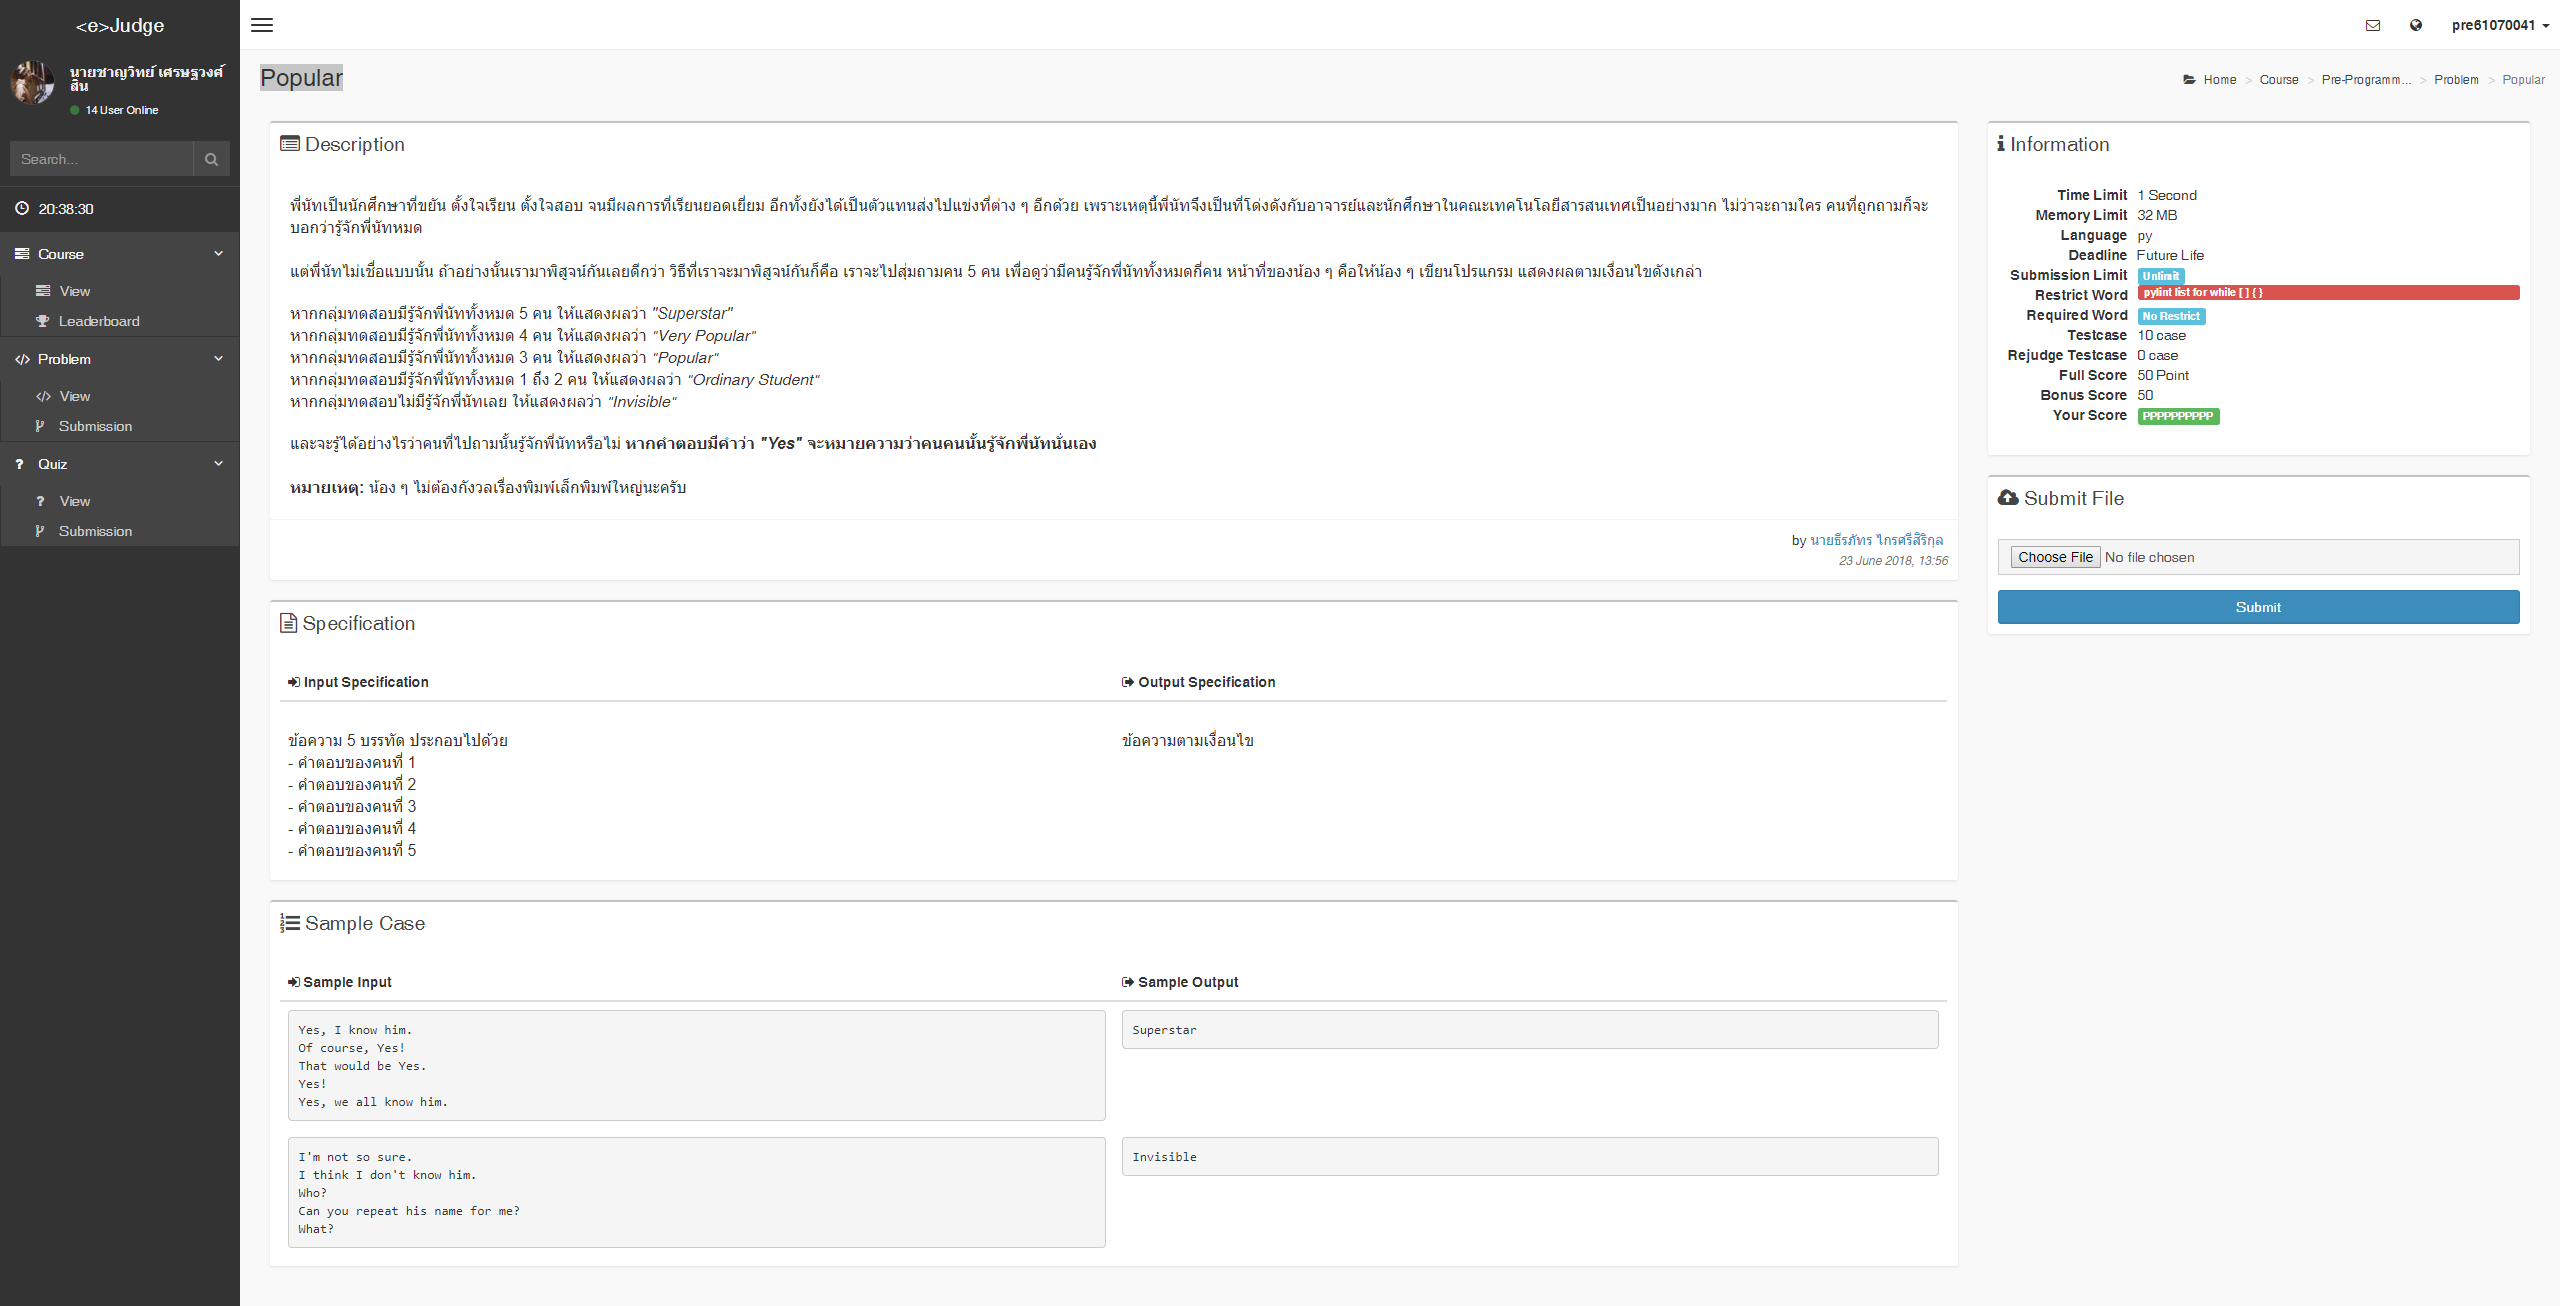 <e>Judge
pre61070041
นายชาญวิทย์ เศรษฐวงศ์
สิน
14 User Online
Search...
20:38:30
Course
View
Leaderboard
Problem
View
Submission
Quiz
View
Submission
Popular
Home > Course > Pre-Programm... > Problem > Popular
Description
พี่นัทเป็นนักศึกษาที่ขยัน ตั้งใจเรียน ตั้งใจสอบ จนมีผลการที่เรียนยอดเยี่ยม อีกทั้งยังได้เป็นตัวแทนส่งไปแข่งที่ต่าง ๆ อีกด้วย เพราะเหตุนี้พี่นัทจึงเป็นที่โด่งดังกับอาจารย์และนักศึกษาในคณะเทคโนโลยีสารสนเทศเป็นอย่างมาก ไม่ว่าจะถามใคร คนที่ถูกถามก็จะ
บอกว่ารู้จักพี่นัทหมด
แต่พี่นัทไม่เชื่อแบบนั้น ถ้าอย่างนั้นเรามาพิสูจน์กันเลยดีกว่า วิธีที่เราจะมาพิสูจน์กันก็คือ เราจะไปสุ่มถามคน 5 คน เพื่อดูว่ามีคนรู้จักพี่นัททั้งหมดกี่คน หน้าที่ของน้อง ๆ คือให้น้อง ๆ เขียนโปรแกรม แสดงผลตามเงื่อนไขดังเกล่า
หากกลุ่มทดสอบมีรู้จักพี่นัททั้งหมด 5 คน ให้แสดงผลว่า "Superstar"
หากกลุ่มทดสอบมีรู้จักพี่นัททั้งหมด 4 คน ให้แสดงผลว่า "Very Popular"
หากกลุ่มทดสอบมีรู้จักพี่นัททั้งหมด 3 คน ให้แสดงผลว่า "Popular"
หากกลุ่มทดสอบมีรู้จักพี่นัททั้งหมด 1 ถึง 2 คน ให้แสดงผลว่า "Ordinary Student"
หากกลุ่มทดสอบไม่มีรู้จักพี่นัทเลย ให้แสดงผลว่า "Invisible"
และจะรู้ได้อย่างไรว่าคนที่ไปถามนั้นรู้จักพี่นัทหรือไม่ หากคำตอบมีคำว่า "Yes" จะหมายความว่าคนคนนั้นรู้จักพี่นัทนั่นเอง
หมายเหตุ: น้อง ๆ ไม่ต้องกังวลเรื่องพิมพ์เล็กพิมพ์ใหญ่นะครับ
by นายธีรภัทร ไกรศรีสิริกุล
23 June 2018, 13:56
Specification
Input Specification
Output Specification
ข้อความ 5 บรรทัด ประกอบไปด้วย
- คำตอบของคนที่ 1
- คำตอบของคนที่ 2
- คำตอบของคนที่ 3
- คำตอบของคนที่ 4
- คำตอบของคนที่ 5
ข้อความตามเงื่อนไข
Sample Case
Sample Input
Sample Output
Yes, I know him.
Of course, Yes!
That would be Yes.
Yes!
Yes, we all know him.
Superstar
I'm not so sure.
I think I don't know him.
Who?
Can you repeat his name for me?
What?
Invisible
Information
Time Limit 1 Second
Memory Limit 32 MB
Language py
Deadline Future Life
Submission Limit Unlimit
Restrict Word pylint list for while [ ] { }
Required Word No Restrict
Testcase 10 case
Rejudge Testcase 0 case
Full Score 50 Point
Bonus Score 50
Your Score PPPPPPPPPP
Submit File
Choose File No file chosen
Submit